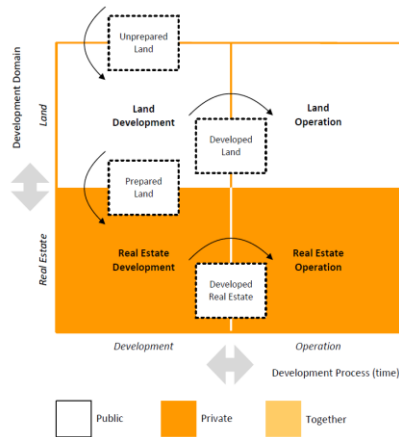 Unprepared
Land
Development Domain
Land
Land
Development
Land
Operation
Developed
Land
Prepared
Land
Real Estate
Real Estate
Development
Real Estate
Operation
Developed
Real Estate
Development
Operation
Development Process (time)
Public
Private
Together